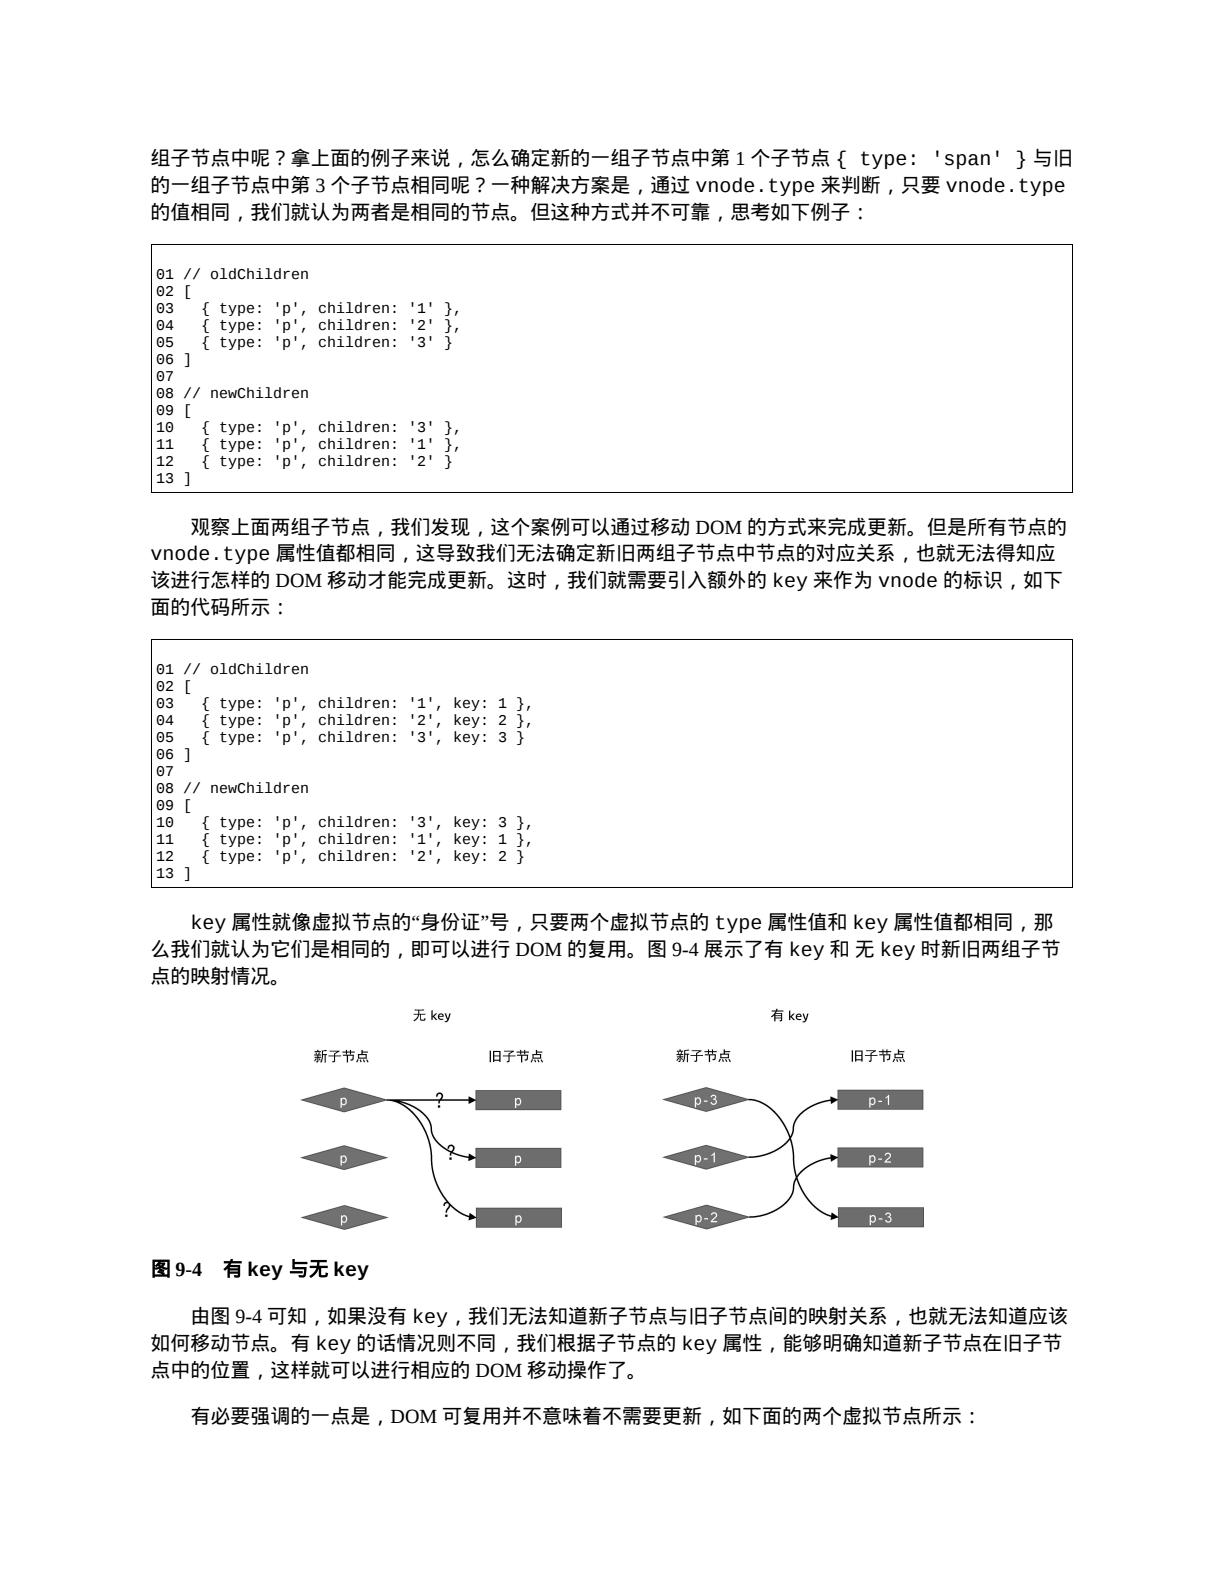 组子节点中呢？拿上面的例子来说，怎么确定新的一组子节点中第 1 个子节点 { type: 'span' } 与旧
的一组子节点中第 3 个子节点相同呢？一种解决方案是，通过 vnode.type 来判断，只要 vnode.type
的值相同，我们就认为两者是相同的节点。但这种方式并不可靠，思考如下例子：
01 // oldChildren
02 [
03   { type: 'p', children: '1' },
04   { type: 'p', children: '2' },
05   { type: 'p', children: '3' }
06 ]
07
08 // newChildren
09 [
10   { type: 'p', children: '3' },
11   { type: 'p', children: '1' },
12   { type: 'p', children: '2' }
13 ]
观察上面两组子节点，我们发现，这个案例可以通过移动 DOM 的方式来完成更新。但是所有节点的
vnode.type 属性值都相同，这导致我们无法确定新旧两组子节点中节点的对应关系，也就无法得知应
该进行怎样的 DOM 移动才能完成更新。这时，我们就需要引入额外的 key 来作为 vnode 的标识，如下
面的代码所示：
01 // oldChildren
02 [
03   { type: 'p', children: '1', key: 1 },
04   { type: 'p', children: '2', key: 2 },
05   { type: 'p', children: '3', key: 3 }
06 ]
07
08 // newChildren
09 [
10   { type: 'p', children: '3', key: 3 },
11   { type: 'p', children: '1', key: 1 },
12   { type: 'p', children: '2', key: 2 }
13 ]
key 属性就像虚拟节点的“身份证”号，只要两个虚拟节点的 type 属性值和 key 属性值都相同，那
么我们就认为它们是相同的，即可以进行 DOM 的复用。图 9-4 展示了有 key 和 无 key 时新旧两组子节
点的映射情况。
无 key 有 key
新子节点 旧子节点 新子节点 旧子节点
p ? p p-3 p-1
p ? p p-1 p-2
p ? p p-2 p-3
图 9-4　有 key 与无 key
由图 9-4 可知，如果没有 key，我们无法知道新子节点与旧子节点间的映射关系，也就无法知道应该
如何移动节点。有 key 的话情况则不同，我们根据子节点的 key 属性，能够明确知道新子节点在旧子节
点中的位置，这样就可以进行相应的 DOM 移动操作了。
有必要强调的一点是，DOM 可复用并不意味着不需要更新，如下面的两个虚拟节点所示：